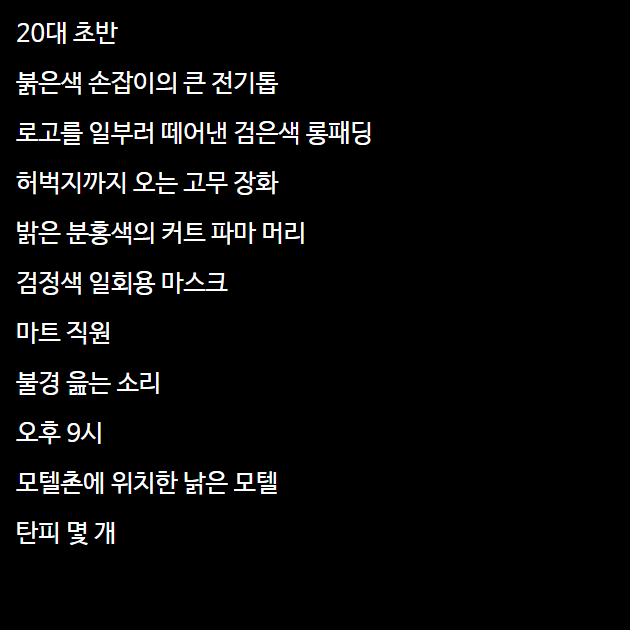 20대 초반
붉은색 손잡이의 큰 전기톱
로고를 일부러 떼어낸 검은색 롱패딩
허벅지까지 오는 고무 장화
밝은 분홍색의 커트 파마 머리
검정색 일회용 마스크
마트 직원
불경 읊는 소리
오후 9시
모텔촌에 위치한 낡은 모텔
탄피 몇 개